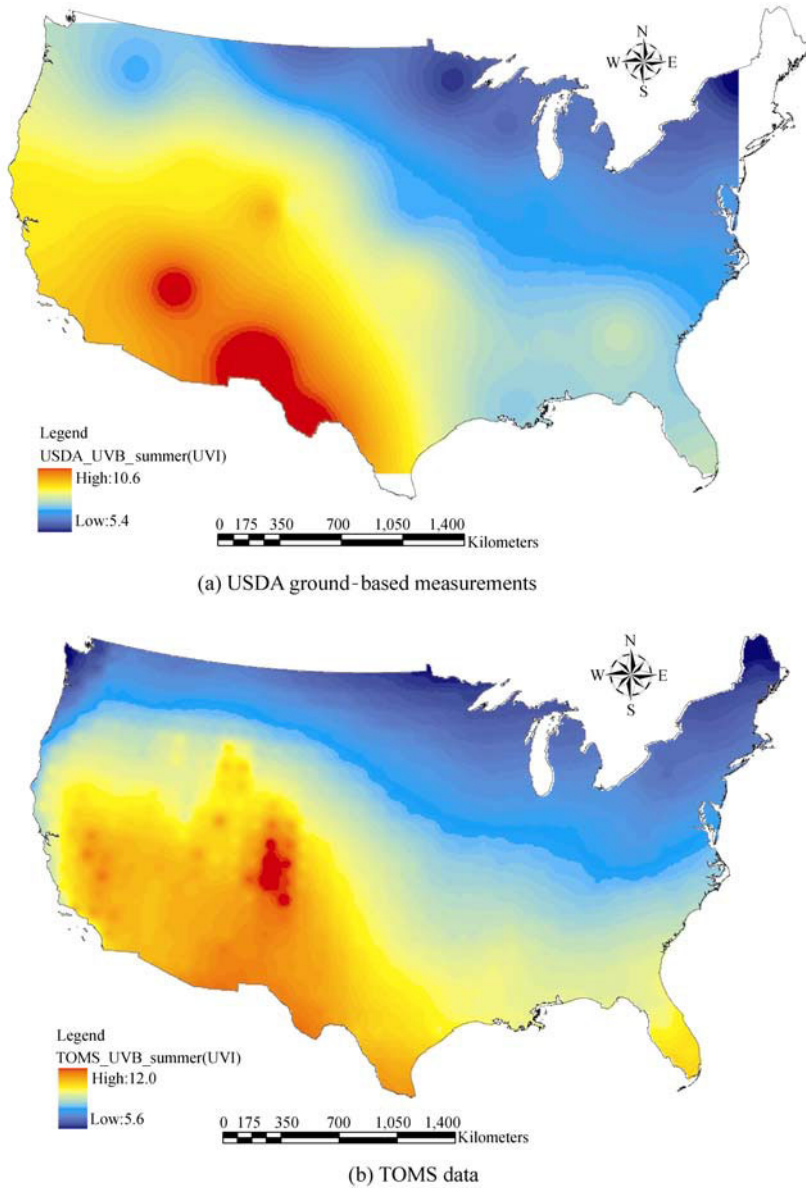 N
W E
S
Legend
USDA_UVB_summer(UVI)
High:10.6
Low:5.4
0 175 350 700 1,050 1,400
Kilometers
(a) USDA ground-based measurements
N
W E
S
Legend
TOMS_UVB_summer(UVI)
High:12.0
Low:5.6
0 175 350 700 1,050 1,400
Kilometers
(b) TOMS data